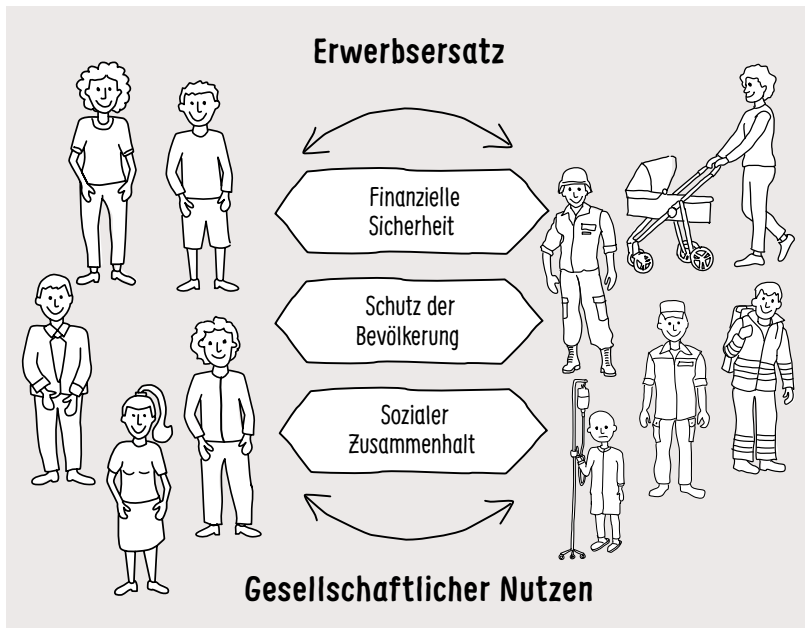 Erwerbsersatz
Finanzielle
Sicherheit
Schutz der
Bevölkerung
Sozialer
Zusammenhalt
Gesellschaftlicher Nutzen